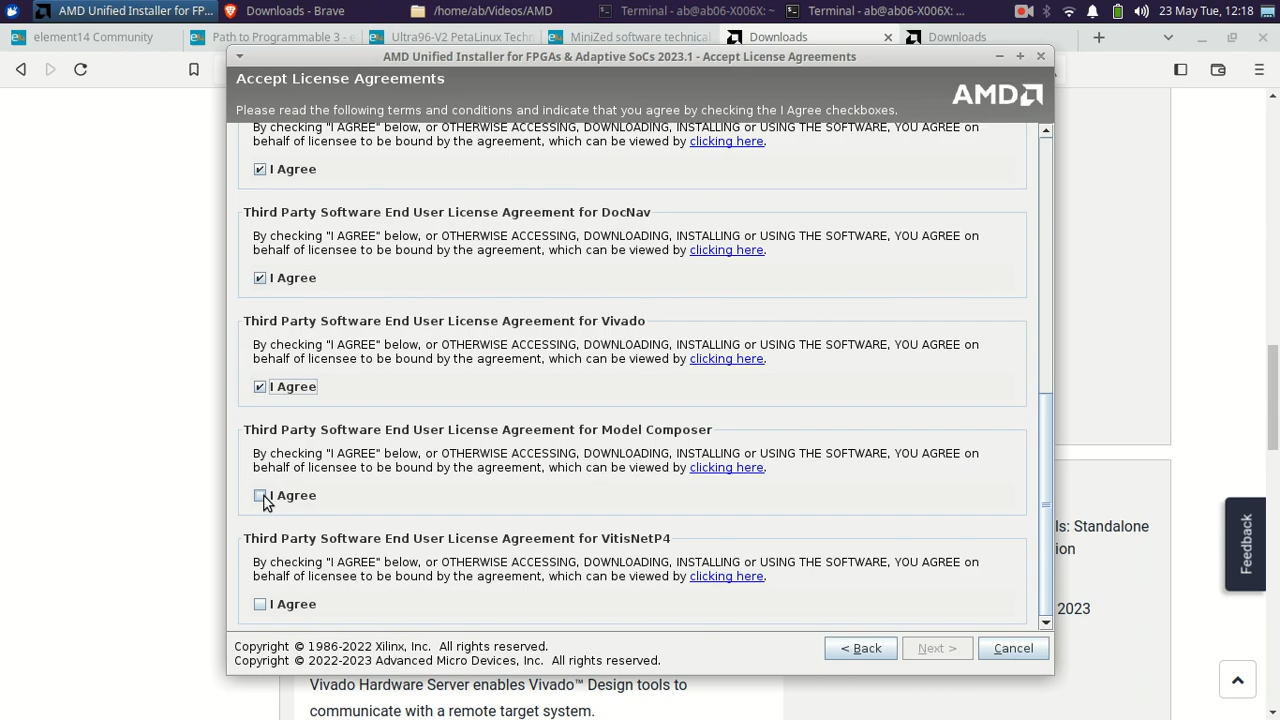 AMD Unified Installer for FP...
Downloads - Brave
/home/ab/Videos/AMD
Terminal - ab@ab06-X006X: ~
Terminal - ab@ab06-X006X: ...
23 May Tue, 12:18
element14 Community
Path to Programmable 3 - e
Ultra96-V2 PetaLinux Techn
MiniZed software technical
Downloads
Downloads
AMD Unified Installer for FPGAs & Adaptive SoCs 2023.1 - Accept License Agreements
Accept License Agreements
AMD
Please read the following terms and conditions and indicate that you agree by checking the I Agree checkboxes.
By checking "I AGREE" below, or OTHERWISE ACCESSING, DOWNLOADING, INSTALLING or USING THE SOFTWARE, YOU AGREE on
behalf of licensee to be bound by the agreement, which can be viewed by clicking here.
I Agree
Third Party Software End User License Agreement for DocNav
By checking "I AGREE" below, or OTHERWISE ACCESSING, DOWNLOADING, INSTALLING or USING THE SOFTWARE, YOU AGREE on
behalf of licensee to be bound by the agreement, which can be viewed by clicking here.
I Agree
Third Party Software End User License Agreement for Vivado
By checking "I AGREE" below, or OTHERWISE ACCESSING, DOWNLOADING, INSTALLING or USING THE SOFTWARE, YOU AGREE on
behalf of licensee to be bound by the agreement, which can be viewed by clicking here.
I Agree
Third Party Software End User License Agreement for Model Composer
By checking "I AGREE" below, or OTHERWISE ACCESSING, DOWNLOADING, INSTALLING or USING THE SOFTWARE, YOU AGREE on
behalf of licensee to be bound by the agreement, which can be viewed by clicking here.
I Agree
Third Party Software End User License Agreement for VitisNetP4
By checking "I AGREE" below, or OTHERWISE ACCESSING, DOWNLOADING, INSTALLING or USING THE SOFTWARE, YOU AGREE on
behalf of licensee to be bound by the agreement, which can be viewed by clicking here.
I Agree
Copyright © 1986-2022 Xilinx, Inc. All rights reserved.
Copyright © 2022-2023 Advanced Micro Devices, Inc. All rights reserved.
< Back
Next >
Cancel
ls: Standalone
ion
2023
Feedback
Vivado Hardware Server enables Vivado™ Design tools to
communicate with a remote target system.